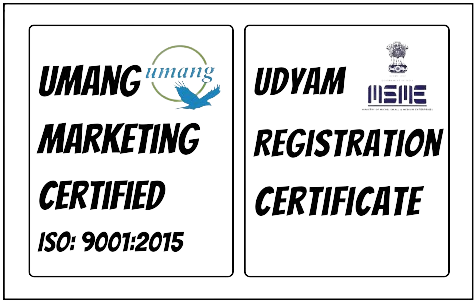 UMANG
umang
MARKETING
CERTIFIED
ISO: 9001:2015
UDYAM
MSME
REGISTRATION
CERTIFICATE